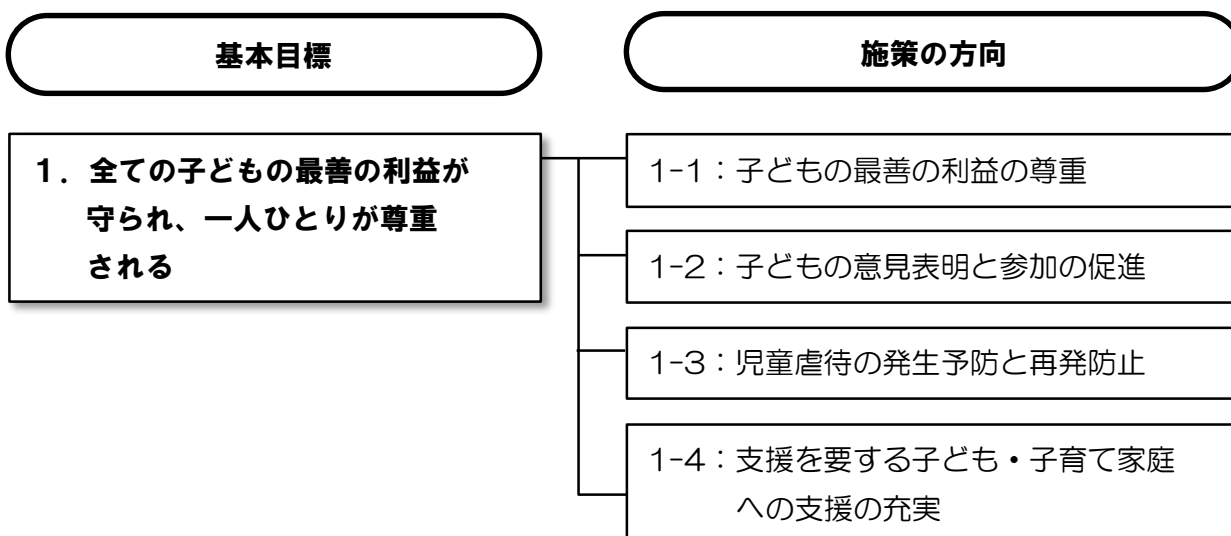 基本目標
施策の方向
１．全ての子どもの最善の利益が
守られ、一人ひとりが尊重
される
1-1：子どもの最善の利益の尊重
1-2：子どもの意見表明と参加の促進
1-3：児童虐待の発生予防と再発防止
1-4：支援を要する子ども・子育て家庭
への支援の充実